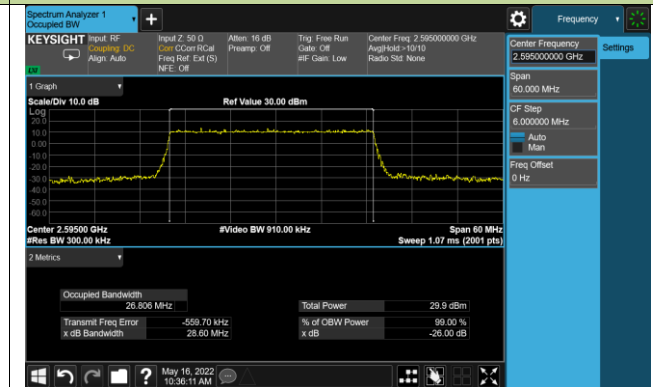 Spectrum Analyzer 1
Occupied BW
+
Frequency
KEYSIGHT Input: RF
Coupling: DC
Align: Auto
LW
Input Z: 50 Ω
Corr CCorr RCal
Freq Ref: Ext (S)
NFE: Off
Atten: 16 dB
Preamp: Off
Trig: Free Run
Gate: Off
#IF Gain: Low
Center Freq: 2.595000000 GHz
Avg|Hold:>10/10
Radio Std: None
Center Frequency
2.595000000 GHz
Settings
Span
60.000 MHz
CF Step
6.000000 MHz
Auto
Man
Freq Offset
0 Hz
1 Graph
Scale/Div 10.0 dB
Ref Value 30.00 dBm
Log
20.0
10.0
0.00
-10.0
-20.0
-30.0
-40.0
-50.0
-60.0
Center 2.59500 GHz
#Video BW 910.00 kHz
Span 60 MHz
#Res BW 300.00 kHz
Sweep 1.07 ms (2001 pts)
2 Metrics
Occupied Bandwidth
26.806 MHz
Total Power 29.9 dBm
Transmit Freq Error -559.70 kHz
% of OBW Power 99.00 %
x dB Bandwidth 28.60 MHz
x dB -26.00 dB
?
May 16, 2022
10:36:11 AM